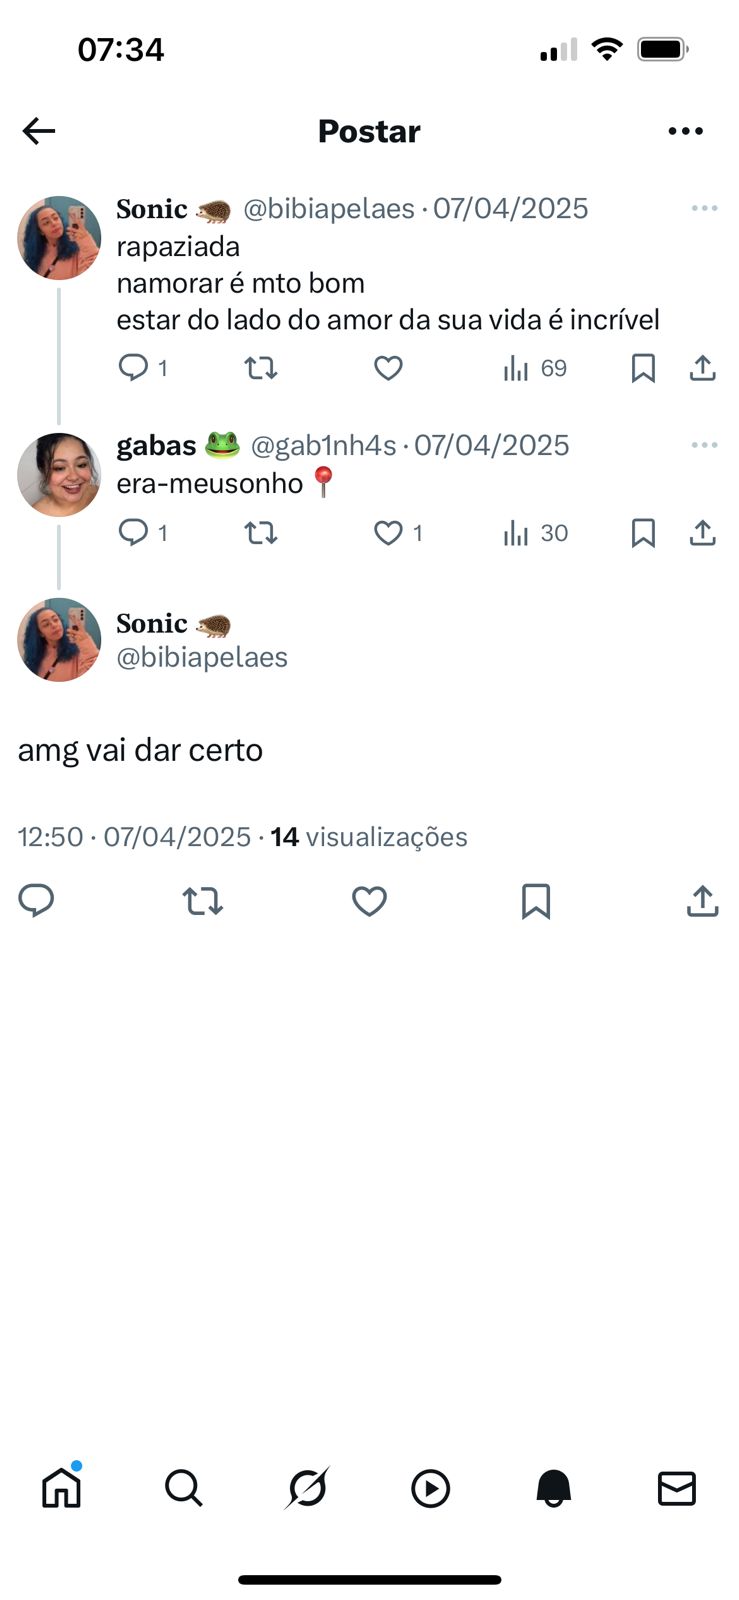 07:34
Postar
Sonic 🦔 @bibiapelaes · 07/04/2025
rapaziada
namorar é mto bom
estar do lado do amor da sua vida é incrível
1 69
gabas 🐸 @gab1nh4s · 07/04/2025
era-meusonho 📍
1 1 30
Sonic 🦔
@bibiapelaes
amg vai dar certo
12:50 · 07/04/2025 · 14 visualizações